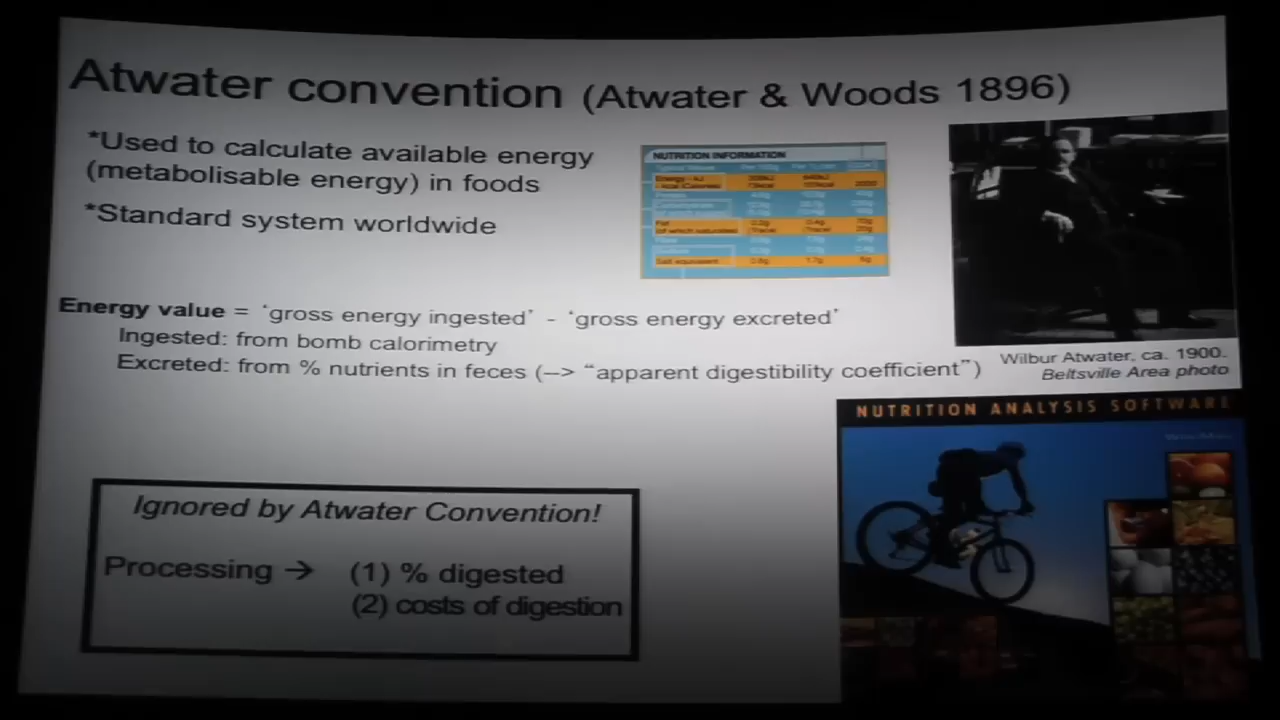 Atwater convention (Atwater & Woods 1896)
*Used to calculate available energy
(metabolisable energy) in foods
*Standard system worldwide
NUTRITION INFORMATION
Energy value = ‘gross energy ingested’ - ‘gross energy excreted’
Ingested: from bomb calorimetry
Excreted: from % nutrients in feces (--> “apparent digestibility coefficient”)
Wilbur Atwater, ca. 1900.
Beltsville Area photo
NUTRITION ANALYSIS SOFTWARE
Ignored by Atwater Convention!
Processing → (1) % digested
(2) costs of digestion